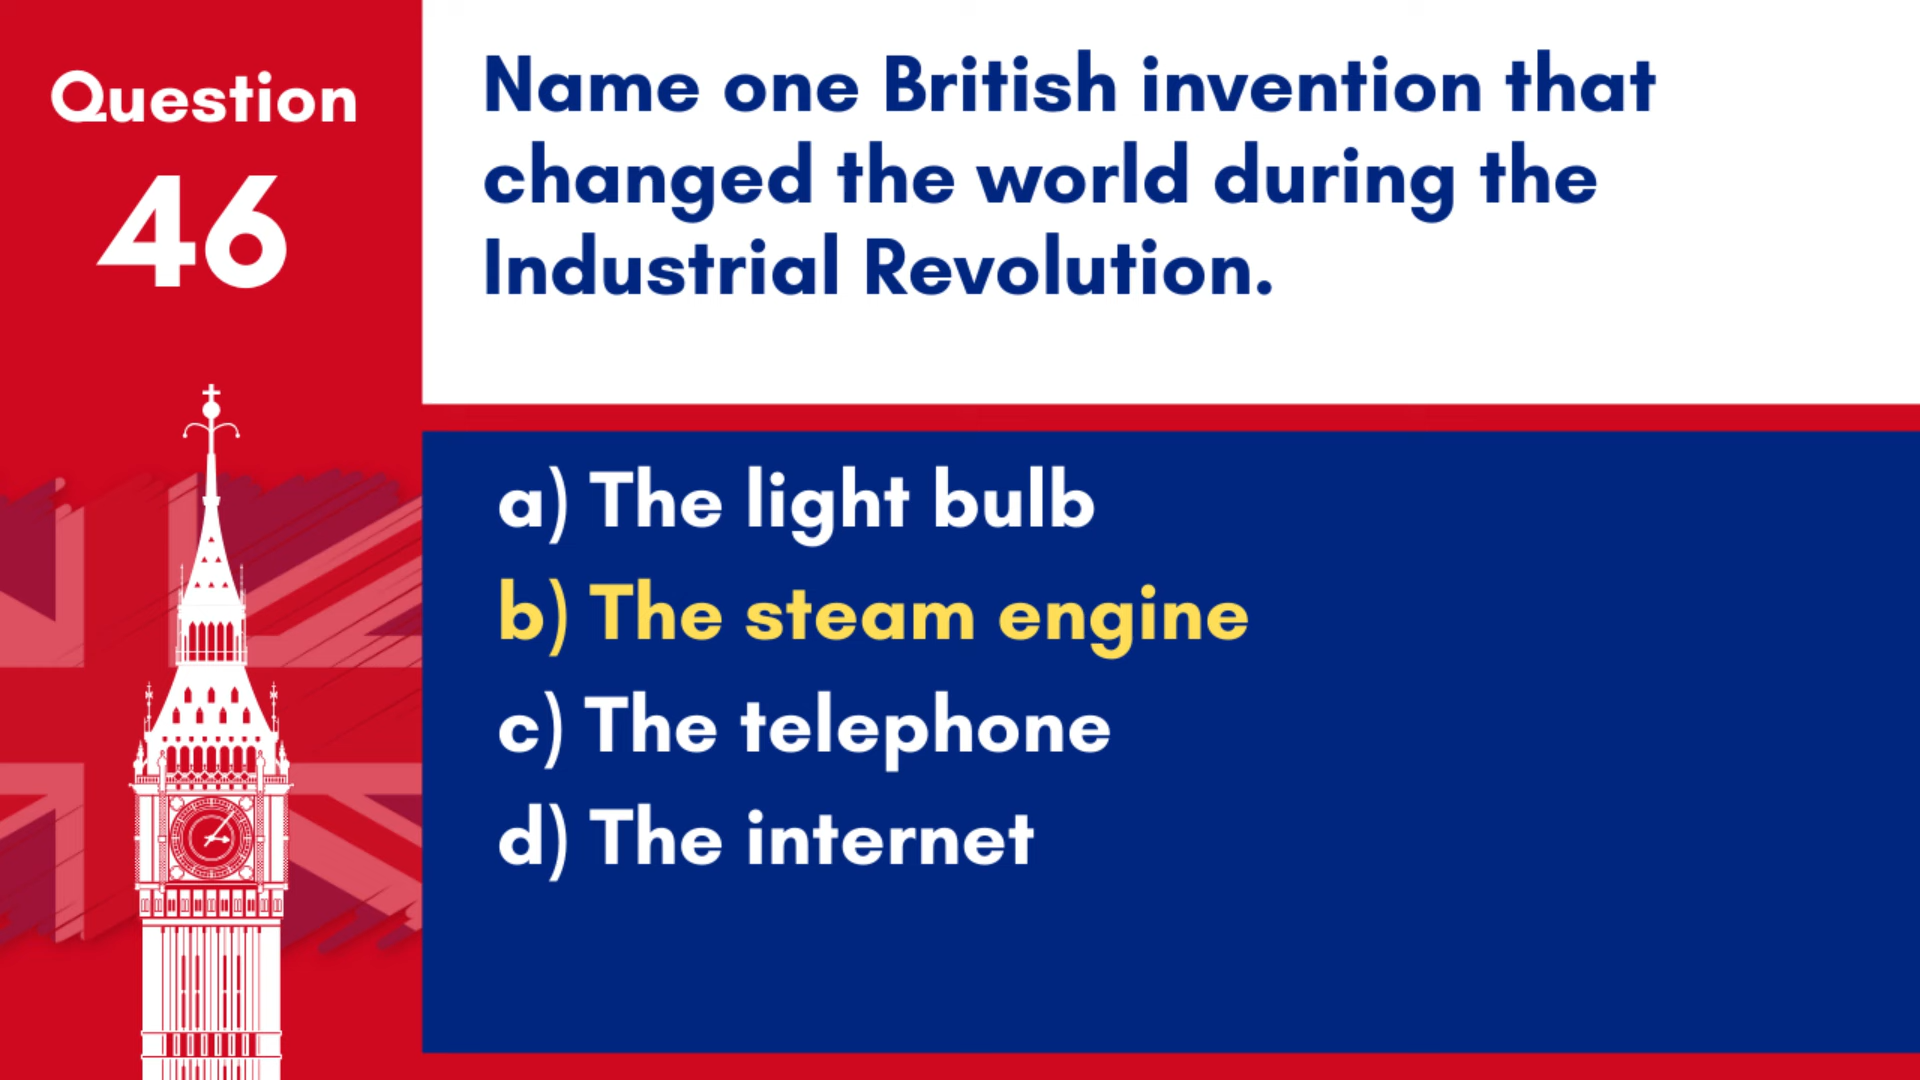 Question
46
Name one British invention that
changed the world during the
Industrial Revolution.
a) The light bulb
b) The steam engine
c) The telephone
d) The internet